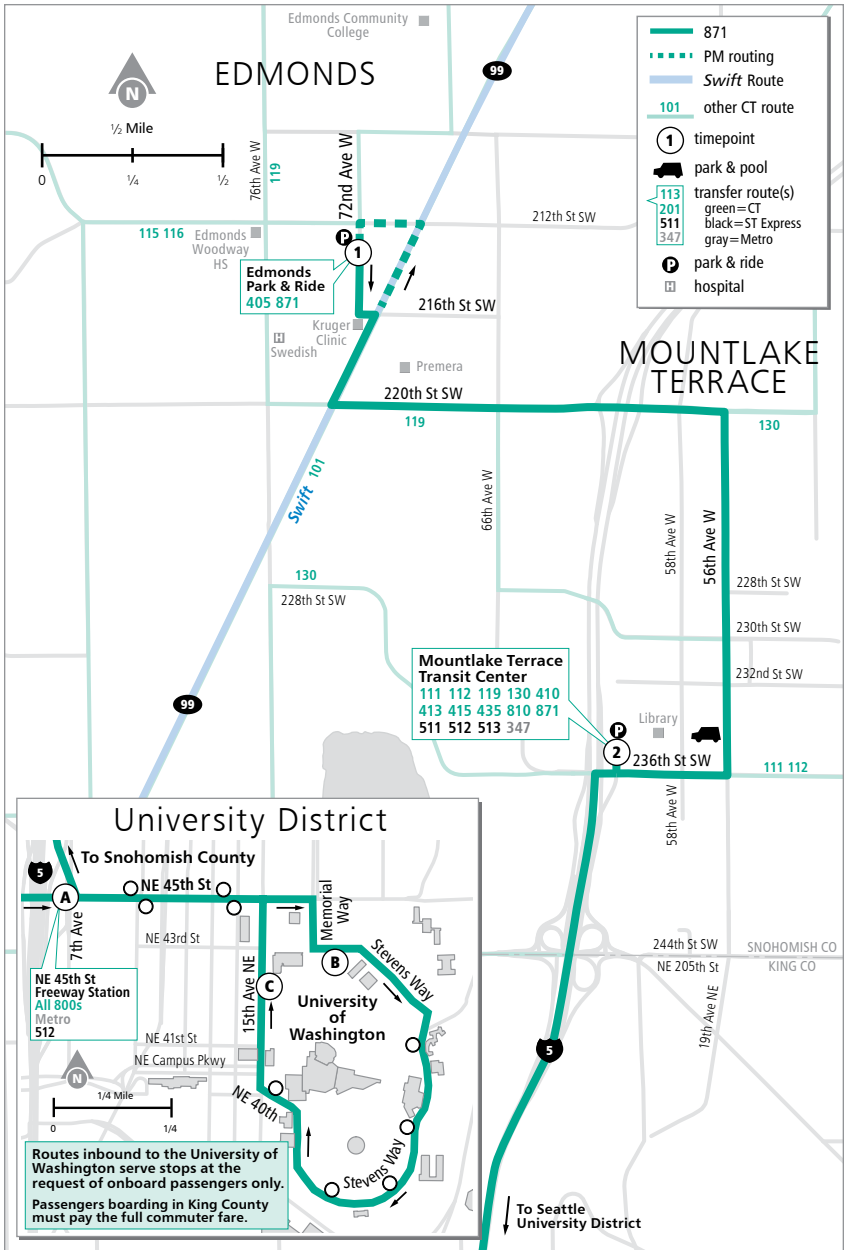 Edmonds Community
College
EDMONDS
99
N
½ Mile
0
¼
½
871
PM routing
Swift Route
101
other CT route
1
timepoint
park & pool
113
201
511
347
transfer route(s)
green=CT
black=ST Express
gray=Metro
P
park & ride
H
hospital
76th Ave W
119
72nd Ave W
212th St SW
115 116
Edmonds
Woodway
HS
P
1
Edmonds
Park & Ride
405 871
216th St SW
Kruger
Clinic
H
Swedish
Premera
MOUNTLAKE
TERRACE
220th St SW
119
130
Swift
101
66th Ave W
58th Ave W
56th Ave W
130
228th St SW
228th St SW
230th St SW
232nd St SW
Mountlake Terrace
Transit Center
111 112 119 130 410
413 415 435 810 871
511 512 513 347
99
P
2
Library
236th St SW
111 112
58th Ave W
244th St SW
SNOHOMISH CO
NE 205th St
KING CO
19th Ave NE
5
To Seattle
University District
University District
5
To Snohomish County
A
NE 45th St
7th Ave
Memorial
Way
NE 43rd St
B
Stevens Way
NE 45th St
Freeway Station
All 800s
Metro
512
15th Ave NE
C
University
of
Washington
NE 41st St
NE Campus Pkwy
N
1/4 Mile
0
1/4
NE 40th
Stevens Way
Routes inbound to the University of
Washington serve stops at the
request of onboard passengers only.
Passengers boarding in King County
must pay the full commuter fare.